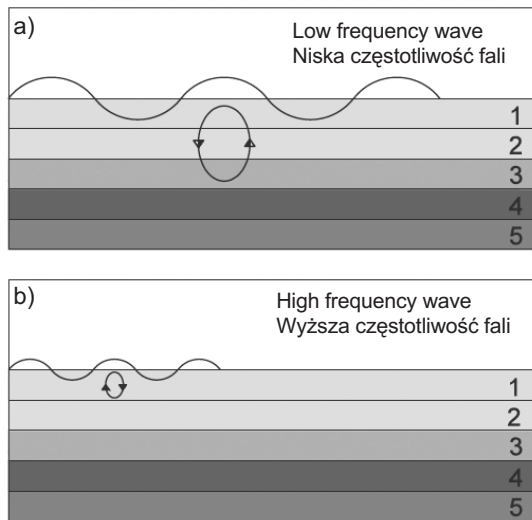 a)
Low frequency wave
Niska częstotliwość fali
1
2
3
4
5
b)
High frequency wave
Wyższa częstotliwość fali
1
2
3
4
5